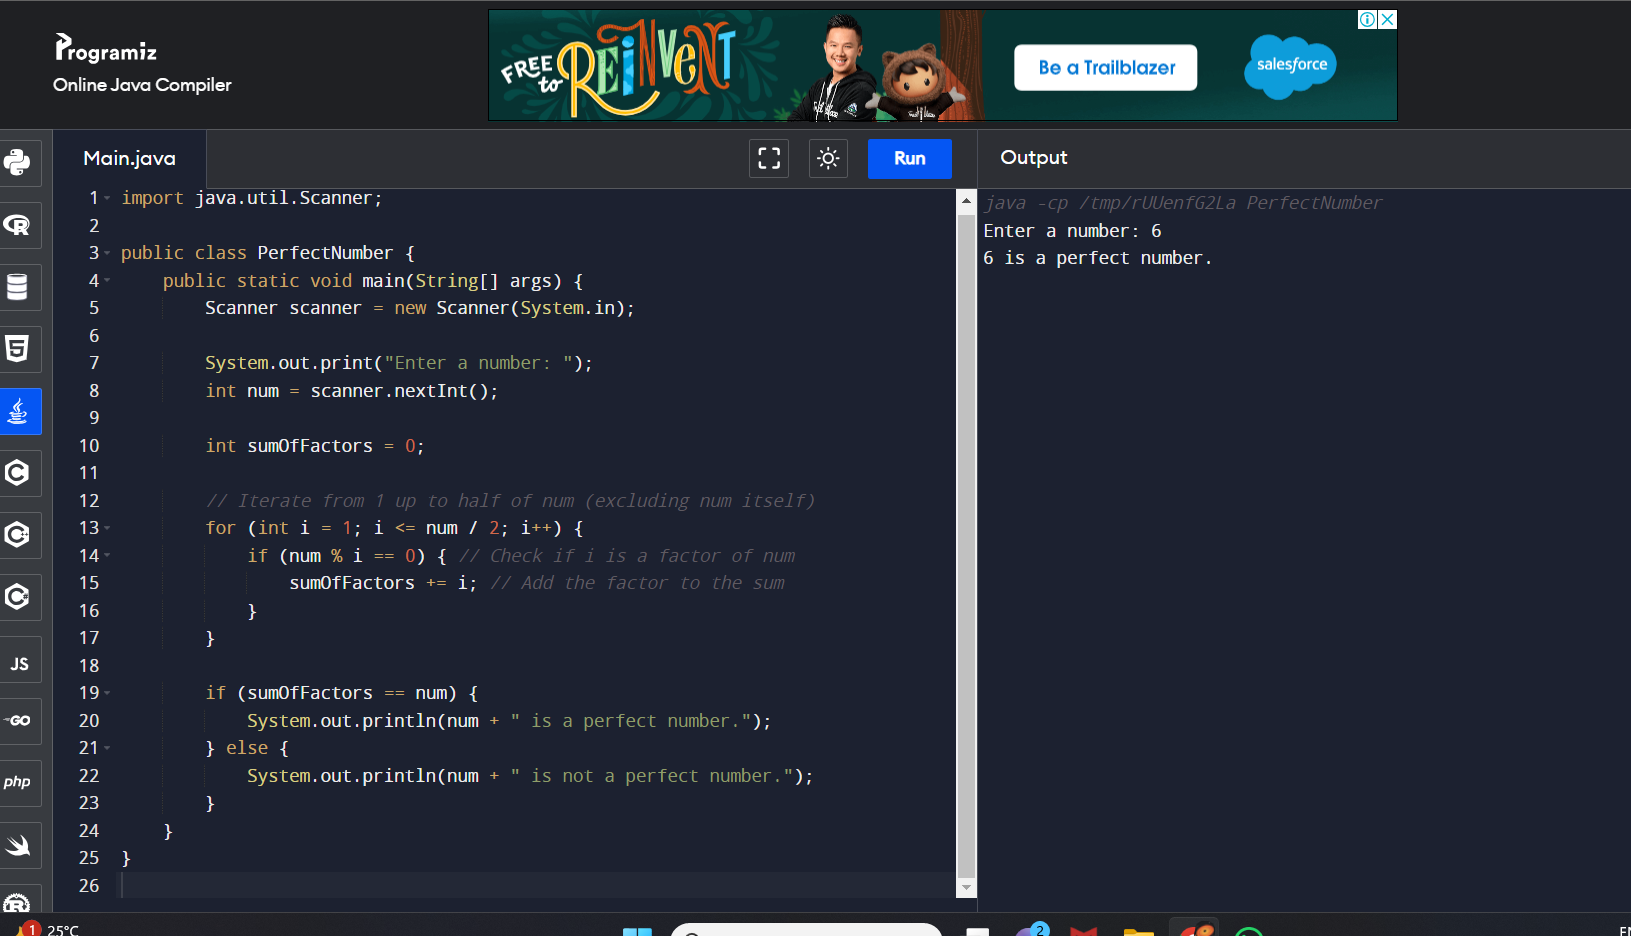 Programiz
Online Java Compiler
FREE to REINVENT
Be a Trailblazer
salesforce
Main.java
Run
Output
1 import java.util.Scanner;
2
3 public class PerfectNumber {
4     public static void main(String[] args) {
5         Scanner scanner = new Scanner(System.in);
6
7         System.out.print("Enter a number: ");
8         int num = scanner.nextInt();
9
10         int sumOfFactors = 0;
11
12         // Iterate from 1 up to half of num (excluding num itself)
13         for (int i = 1; i <= num / 2; i++) {
14             if (num % i == 0) { // Check if i is a factor of num
15                 sumOfFactors += i; // Add the factor to the sum
16             }
17         }
18
19         if (sumOfFactors == num) {
20             System.out.println(num + " is a perfect number.");
21         } else {
22             System.out.println(num + " is not a perfect number.");
23         }
24     }
25 }
26
java -cp /tmp/rUUenfG2La PerfectNumber
Enter a number: 6
6 is a perfect number.
R
5
C
C
C
JS
GO
php
R
1
25°C
2